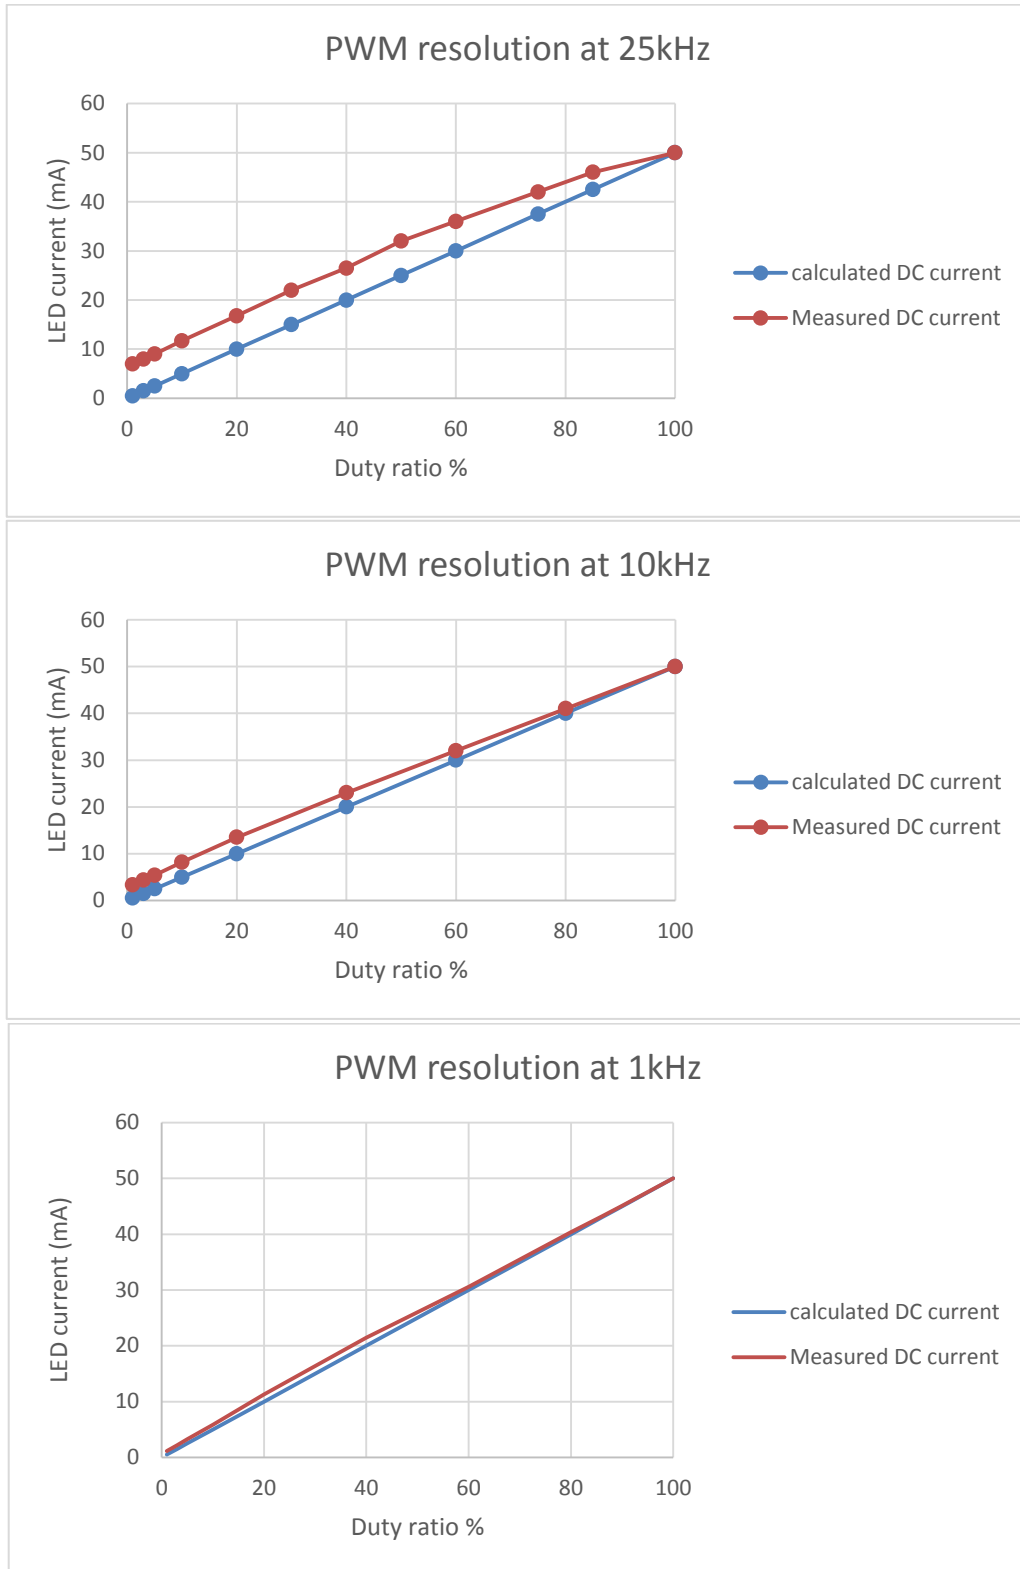 PWM resolution at 25kHz
60
50
40
30
20
10
0
LED current (mA)
0 20 40 60 80 100
Duty ratio %
calculated DC current
Measured DC current
PWM resolution at 10kHz
60
50
40
30
20
10
0
LED current (mA)
0 20 40 60 80 100
Duty ratio %
calculated DC current
Measured DC current
PWM resolution at 1kHz
60
50
40
30
20
10
0
LED current (mA)
0 20 40 60 80 100
Duty ratio %
calculated DC current
Measured DC current